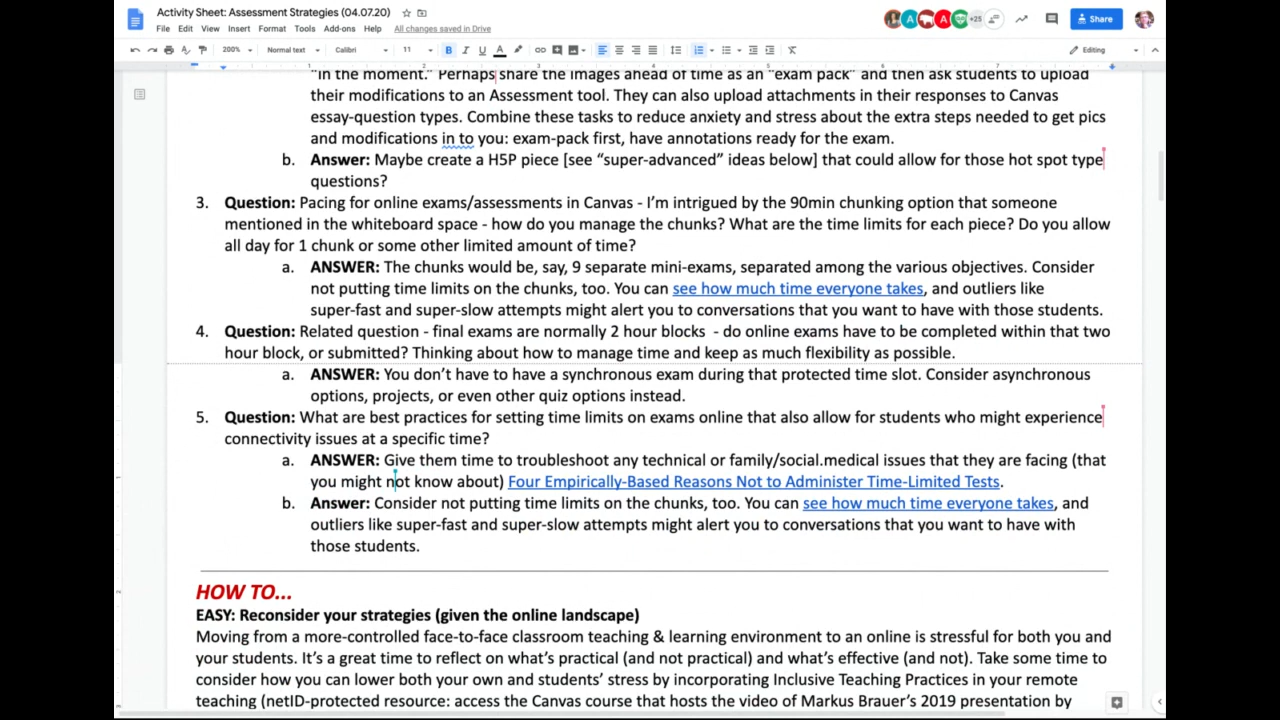 Activity Sheet: Assessment Strategies (04.07.20)
File Edit View Insert Format Tools Add-ons Help All changes saved in Drive
A A +25 Share
200% Normal text Calibri 11 B I U A Editing
1 2 3 4 5 6
"in the moment." Perhaps share the images ahead of time as an "exam pack" and then ask students to upload
their modifications to an Assessment tool. They can also upload attachments in their responses to Canvas
essay-question types. Combine these tasks to reduce anxiety and stress about the extra steps needed to get pics
and modifications in to you: exam-pack first, have annotations ready for the exam.
b. Answer: Maybe create a H5P piece [see "super-advanced" ideas below] that could allow for those hot spot type
questions?
3. Question: Pacing for online exams/assessments in Canvas - I'm intrigued by the 90min chunking option that someone
mentioned in the whiteboard space - how do you manage the chunks? What are the time limits for each piece? Do you allow
all day for 1 chunk or some other limited amount of time?
a. ANSWER: The chunks would be, say, 9 separate mini-exams, separated among the various objectives. Consider
not putting time limits on the chunks, too. You can see how much time everyone takes, and outliers like
super-fast and super-slow attempts might alert you to conversations that you want to have with those students.
4. Question: Related question - final exams are normally 2 hour blocks - do online exams have to be completed within that two
hour block, or submitted? Thinking about how to manage time and keep as much flexibility as possible.
a. ANSWER: You don't have to have a synchronous exam during that protected time slot. Consider asynchronous
options, projects, or even other quiz options instead.
5. Question: What are best practices for setting time limits on exams online that also allow for students who might experience
connectivity issues at a specific time?
a. ANSWER: Give them time to troubleshoot any technical or family/social.medical issues that they are facing (that
you might not know about) Four Empirically-Based Reasons Not to Administer Time-Limited Tests.
b. Answer: Consider not putting time limits on the chunks, too. You can see how much time everyone takes, and
outliers like super-fast and super-slow attempts might alert you to conversations that you want to have with
those students.
HOW TO...
EASY: Reconsider your strategies (given the online landscape)
Moving from a more-controlled face-to-face classroom teaching & learning environment to an online is stressful for both you and
your students. It's a great time to reflect on what's practical (and not practical) and what's effective (and not). Take some time to
consider how you can lower both your own and students' stress by incorporating Inclusive Teaching Practices in your remote
teaching (netID-protected resource: access the Canvas course that hosts the video of Markus Brauer's 2019 presentation by